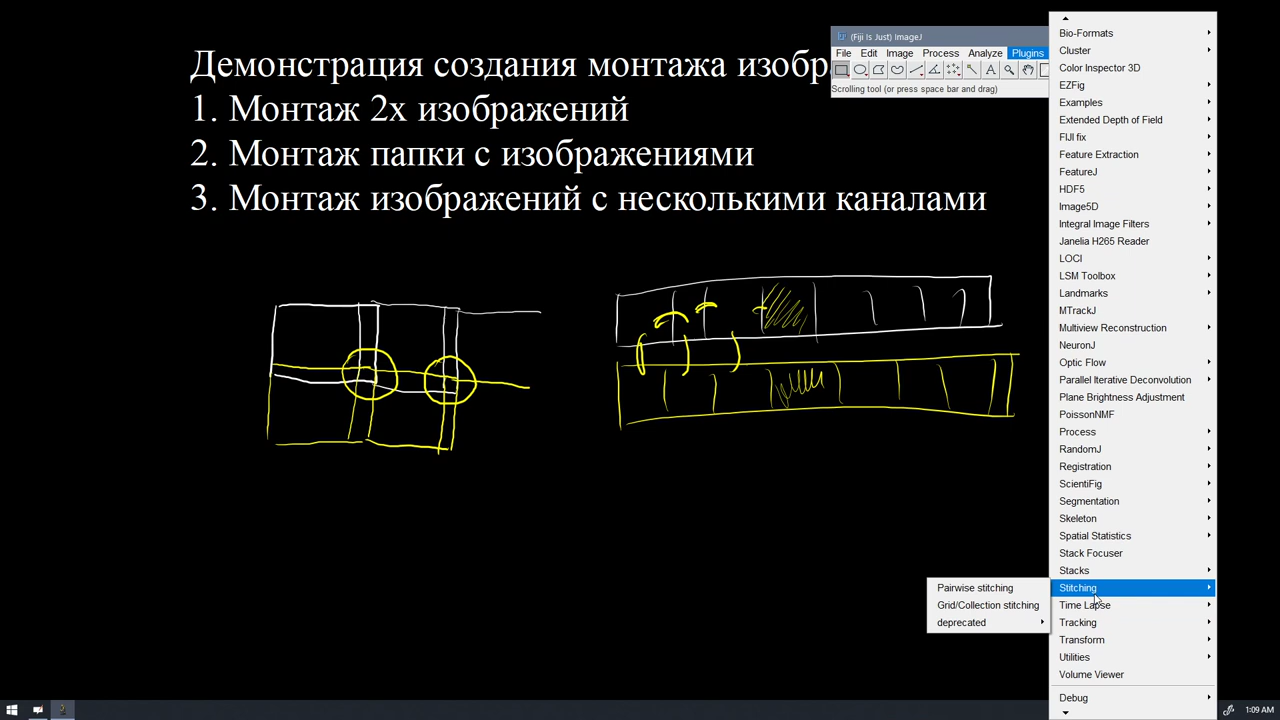 Демонстрация создания монтажа изобр
1. Монтаж 2х изображений
2. Монтаж папки с изображениями
3. Монтаж изображений с несколькими каналами
(Fiji Is Just) ImageJ
File Edit Image Process Analyze Plugins
Scrolling tool (or press space bar and drag)
Bio-Formats
Cluster
Color Inspector 3D
EZFig
Examples
Extended Depth of Field
FIJI fix
Feature Extraction
FeatureJ
HDF5
Image5D
Integral Image Filters
Janelia H265 Reader
LOCI
LSM Toolbox
Landmarks
MTrackJ
Multiview Reconstruction
NeuronJ
Optic Flow
Parallel Iterative Deconvolution
Plane Brightness Adjustment
PoissonNMF
Process
RandomJ
Registration
ScientiFig
Segmentation
Skeleton
Spatial Statistics
Stack Focuser
Stacks
Stitching
Time Lapse
Tracking
Transform
Utilities
Volume Viewer
Debug
Pairwise stitching
Grid/Collection stitching
deprecated
1:09 AM